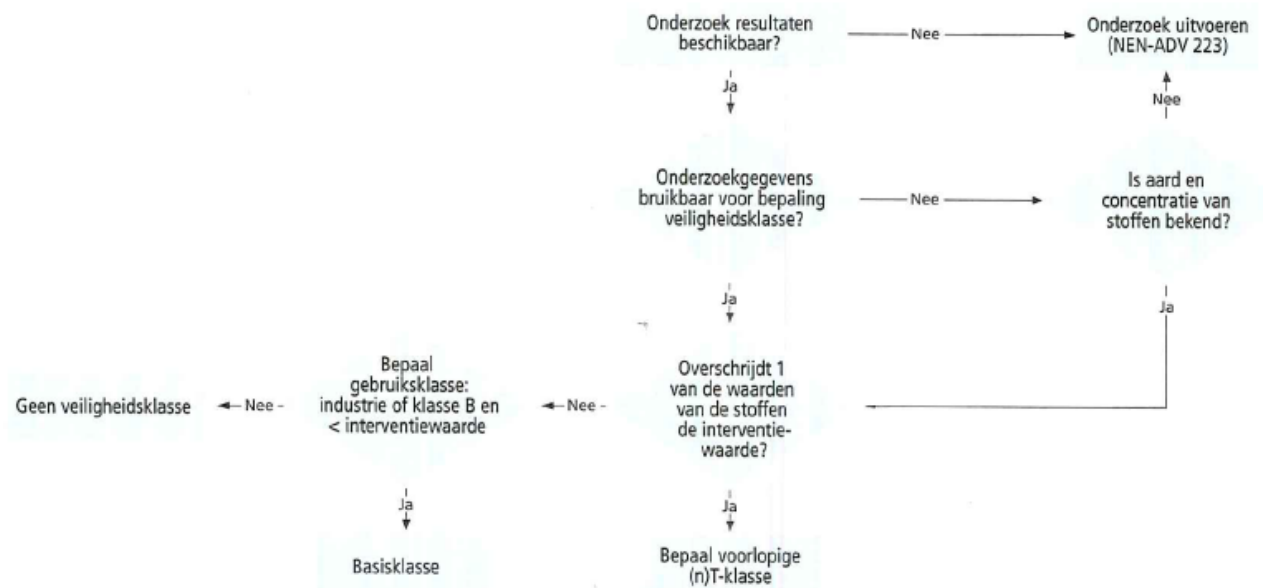 Onderzoek resultaten
beschikbaar?
Nee
Onderzoek uitvoeren
(NEN-ADV 223)
Ja
Nee
Onderzoekgegevens
bruikbaar voor bepaling
veiligheidsklasse?
Nee
Is aard en
concentratie van
stoffen bekend?
Ja
Ja
Geen veiligheidsklasse
Nee
Bepaal
gebruiksklasse:
industrie of klasse B en
< interventiewaarde
Nee
Overschrijdt 1
van de waarden
van de stoffen
de interventie-
waarde?
Ja
Ja
Basisklasse
Bepaal voorlopige
(n)T-klasse